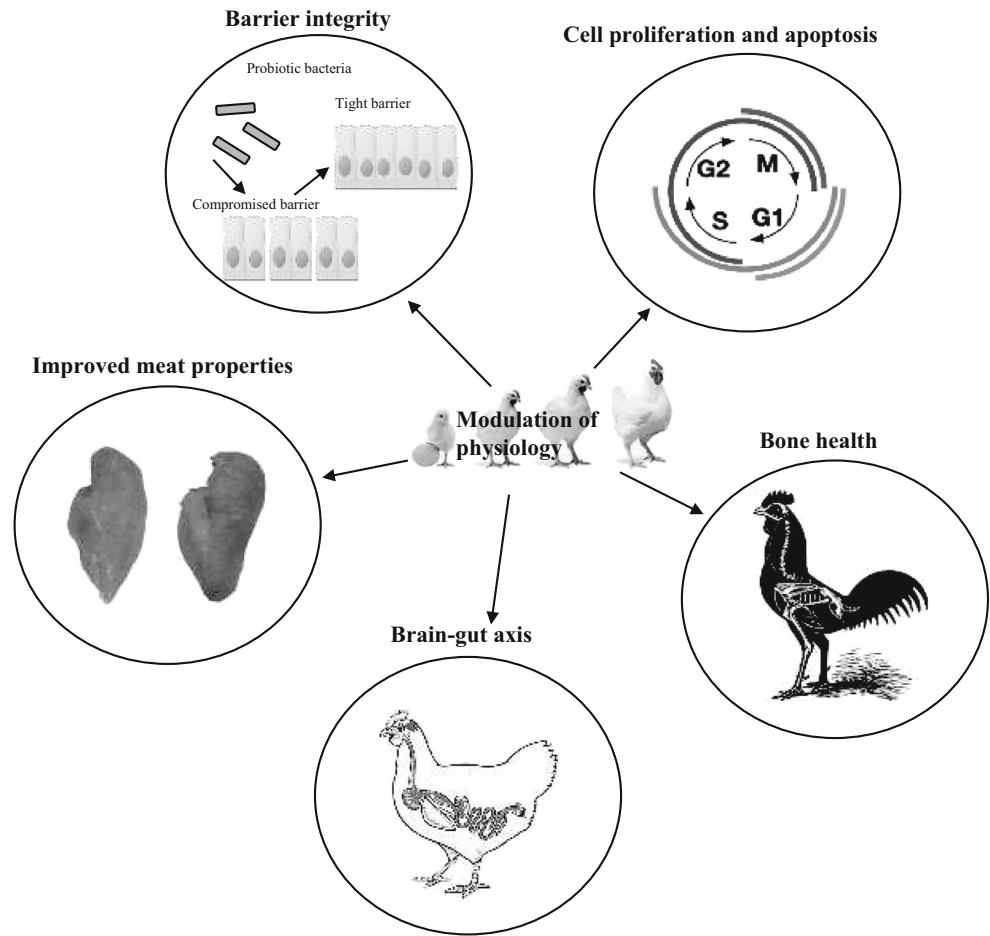 Barrier integrity
Probiotic bacteria
Tight barrier
Compromised barrier
Cell proliferation and apoptosis
G2
M
S
G1
Improved meat properties
Modulation of
physiology
Bone health
Brain-gut axis